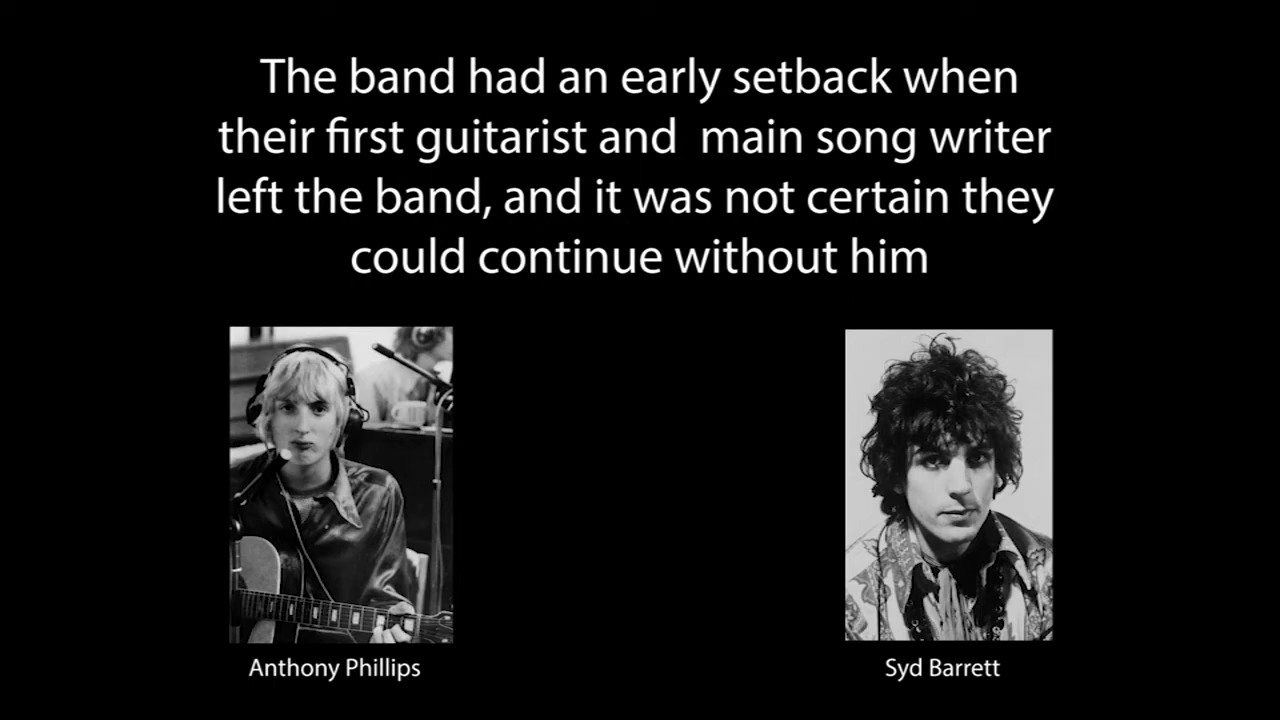 The band had an early setback when
their first guitarist and  main song writer
left the band, and it was not certain they
could continue without him
Anthony Phillips
Syd Barrett